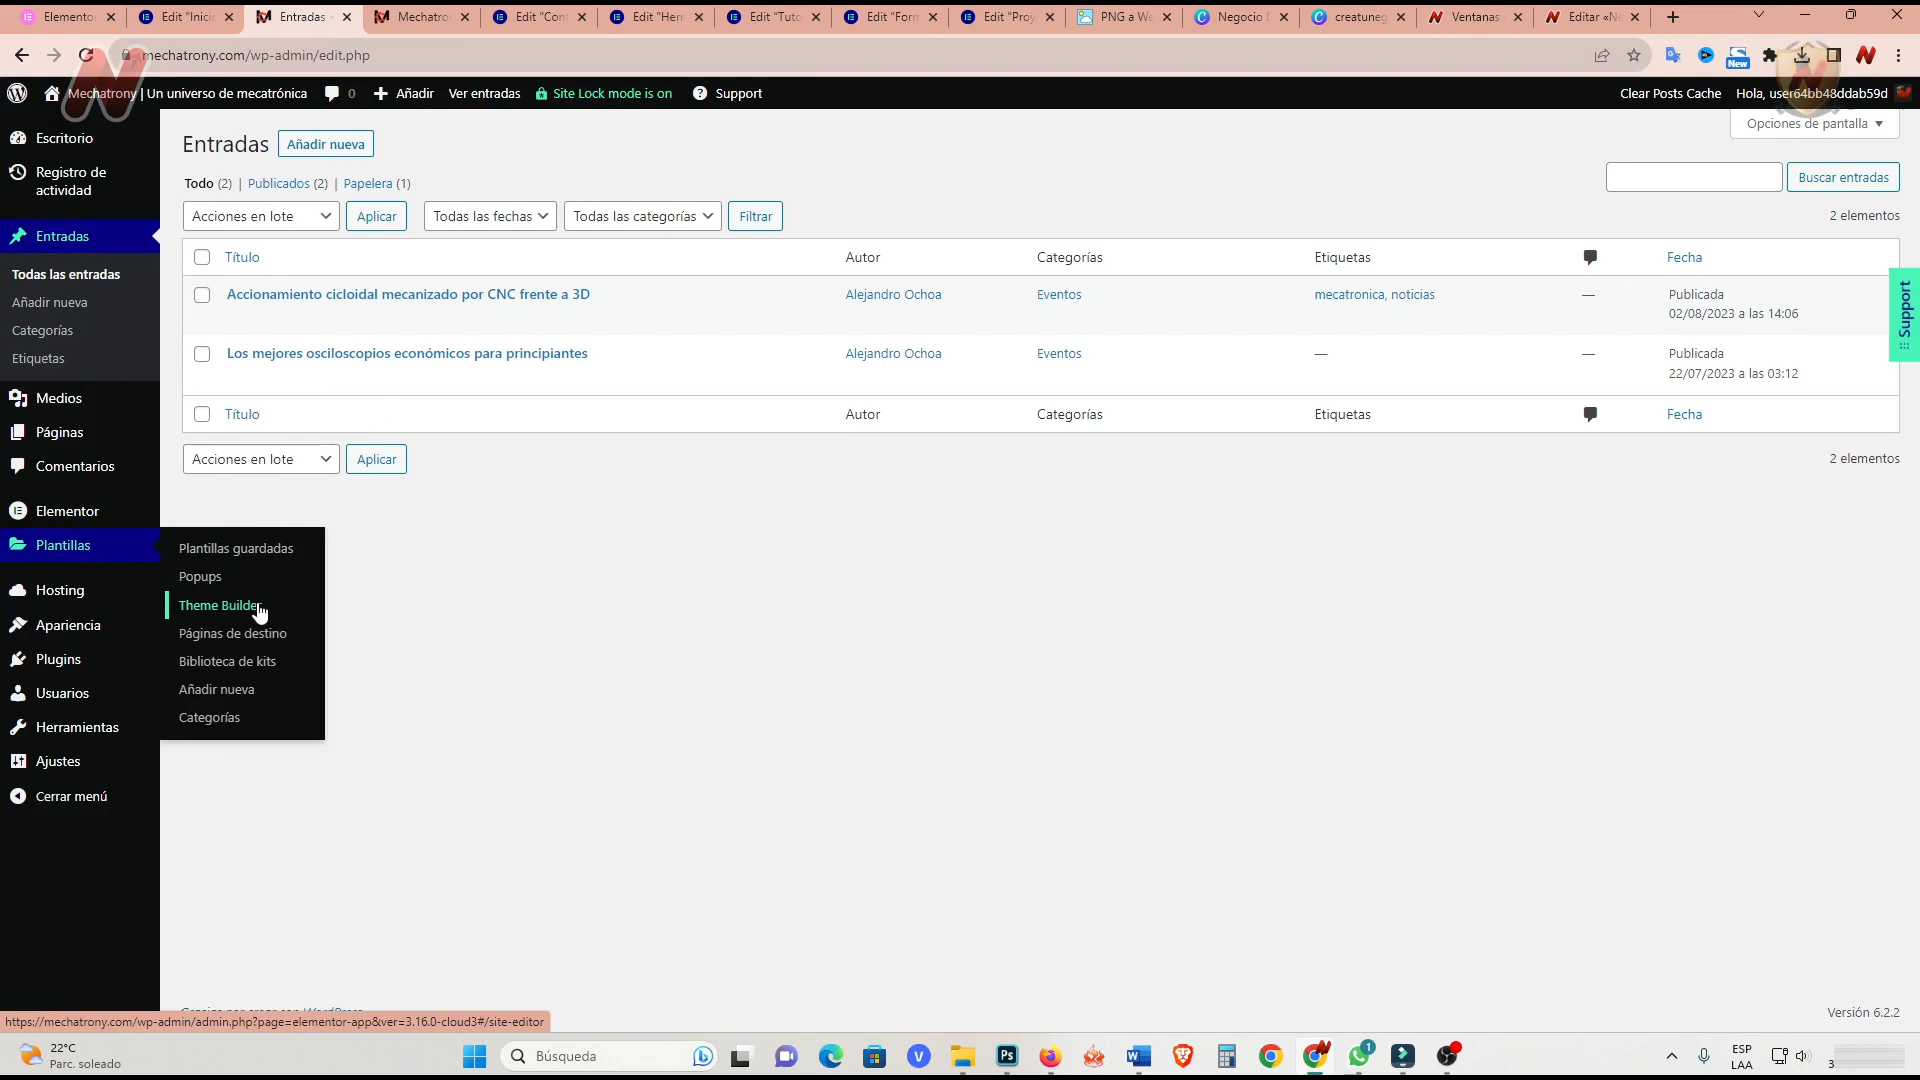 Elementor
Edit "Inici
Entradas
Mechatror
Edit "Cont
Edit "Herr
Edit "Tuto
Edit "Form
Edit "Proy
PNG a We
Negocio D
creatuneg
Ventanas
Editar «No
mechatrony.com/wp-admin/edit.php
New
Mechatrony | Un universo de mecatrónica
0
Añadir
Ver entradas
Site Lock mode is on
Support
Clear Posts Cache
Hola, user64bb48ddab59d
Escritorio
Registro de
actividad
Entradas
Todas las entradas
Añadir nueva
Categorías
Etiquetas
Medios
Páginas
Comentarios
Elementor
Plantillas
Hosting
Apariencia
Plugins
Usuarios
Herramientas
Ajustes
Cerrar menú
Plantillas guardadas
Popups
Theme Builder
Páginas de destino
Biblioteca de kits
Añadir nueva
Categorías
Entradas
Añadir nueva
Opciones de pantalla
Todo (2) | Publicados (2) | Papelera (1)
Buscar entradas
Acciones en lote
Aplicar
Todas las fechas
Todas las categorías
Filtrar
2 elementos
Título
Autor
Categorías
Etiquetas
Fecha
Accionamiento cicloidal mecanizado por CNC frente a 3D
Alejandro Ochoa
Eventos
mecatronica, noticias
—
Publicada
02/08/2023 a las 14:06
Los mejores osciloscopios económicos para principiantes
Alejandro Ochoa
Eventos
—
—
Publicada
22/07/2023 a las 03:12
Título
Autor
Categorías
Etiquetas
Fecha
Acciones en lote
Aplicar
2 elementos
Support
Versión 6.2.2
https://mechatrony.com/wp-admin/admin.php?page=elementor-app&ver=3.16.0-cloud3#/site-editor
22°C
Parc. soleado
Búsqueda
1
ESP
LAA
3